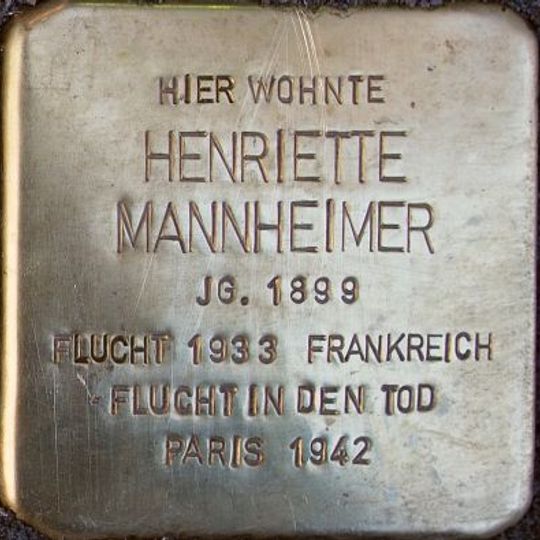 HIER WOHNTE
HENRIETTE
MANNHEIMER
JG. 1899
FLUCHT 1933 FRANKREICH
FLUCHT IN DEN TOD
PARIS 1942